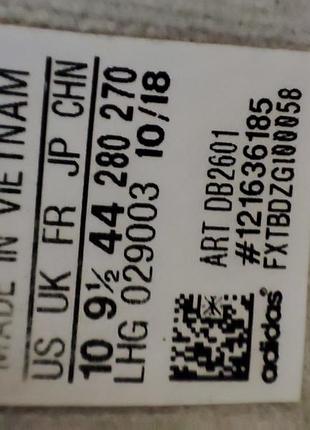 MADE IN VIETNAM
US UK FR JP CHN
10 9½ 44 280 270
LHG 029003 10/18
ART DB2601
#121636185
FXTBDZGI00058
adidas